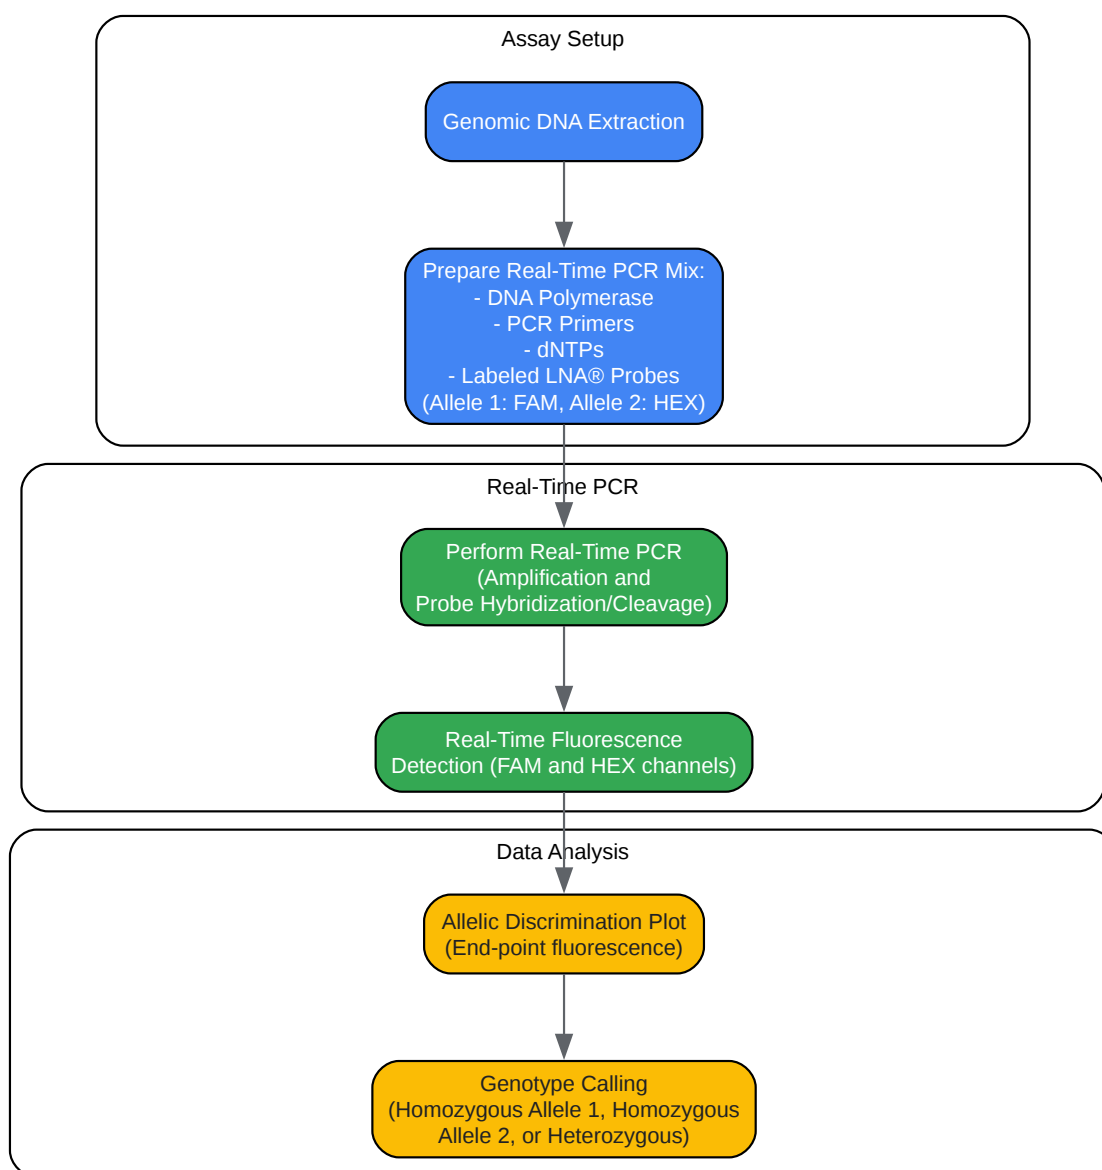 Assay Setup
Genomic DNA Extraction
Prepare Real-Time PCR Mix:
- DNA Polymerase
- PCR Primers
- dNTPs
- Labeled LNA® Probes
(Allele 1: FAM, Allele 2: HEX)
Real-Time PCR
Perform Real-Time PCR
(Amplification and
Probe Hybridization/Cleavage)
Real-Time Fluorescence
Detection (FAM and HEX channels)
Data Analysis
Allelic Discrimination Plot
(End-point fluorescence)
Genotype Calling
(Homozygous Allele 1, Homozygous
Allele 2, or Heterozygous)